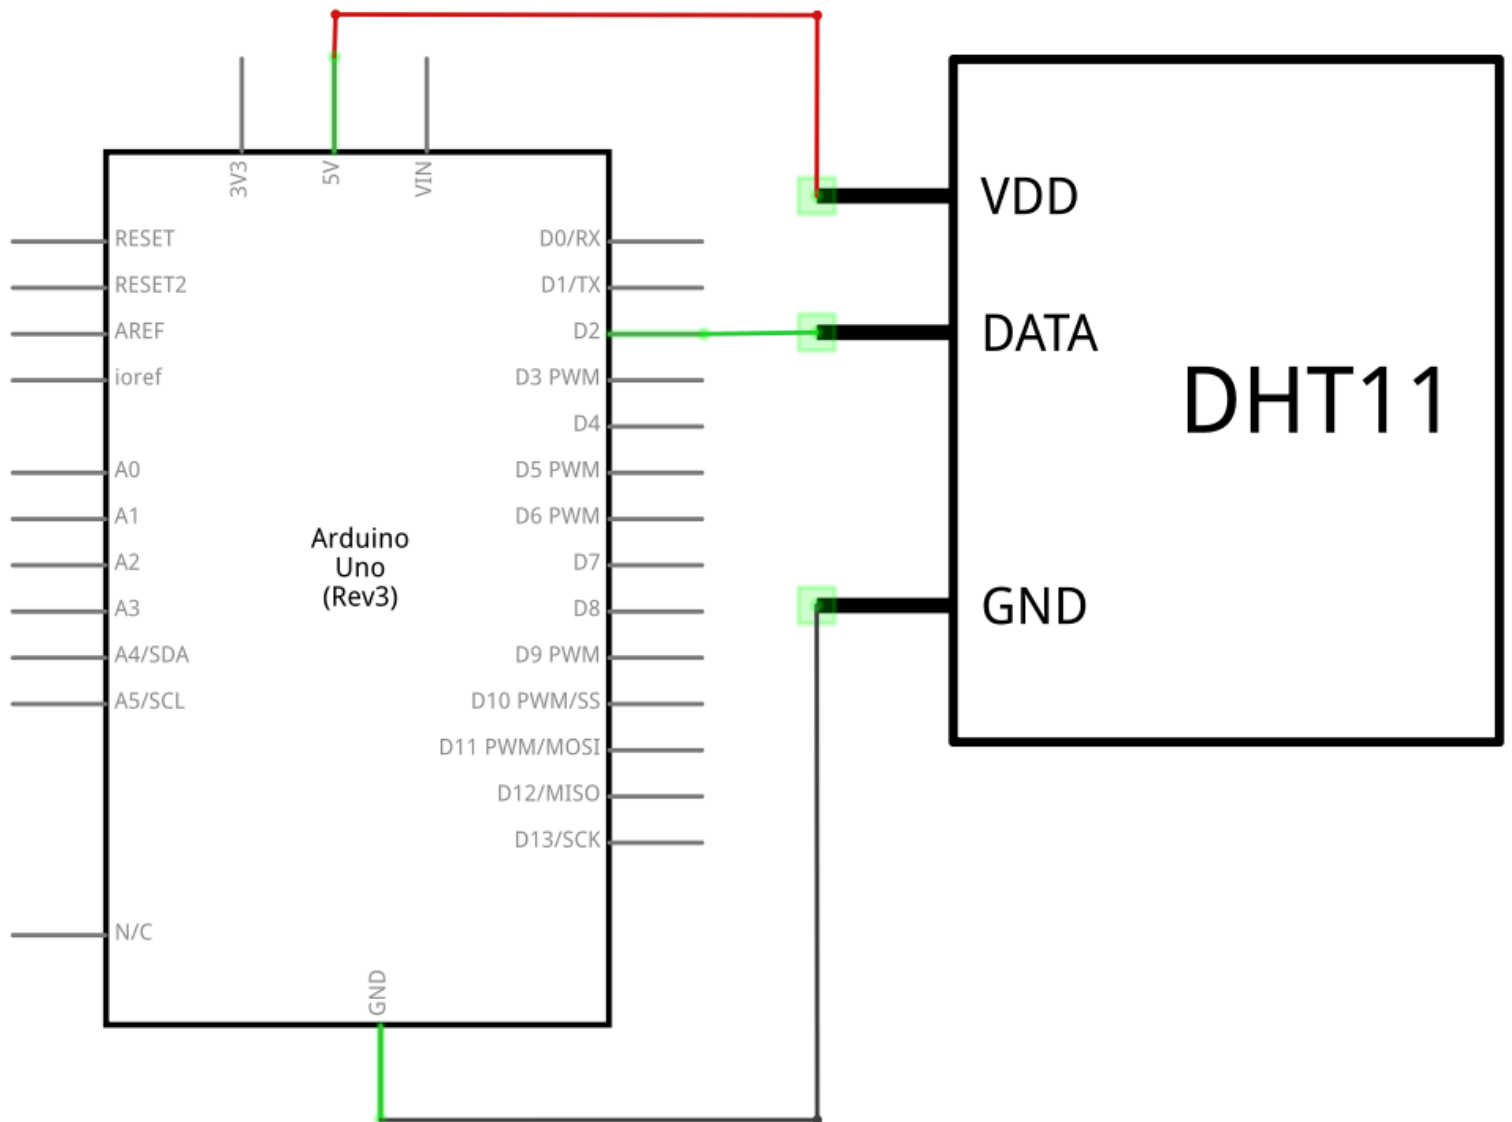 3V3
5V
VIN
RESET
RESET2
AREF
ioref
A0
A1
A2
A3
A4/SDA
A5/SCL
N/C
D0/RX
D1/TX
D2
D3 PWM
D4
D5 PWM
D6 PWM
D7
D8
D9 PWM
D10 PWM/SS
D11 PWM/MOSI
D12/MISO
D13/SCK
Arduino
Uno
(Rev3)
GND
VDD
DATA
DHT11
GND